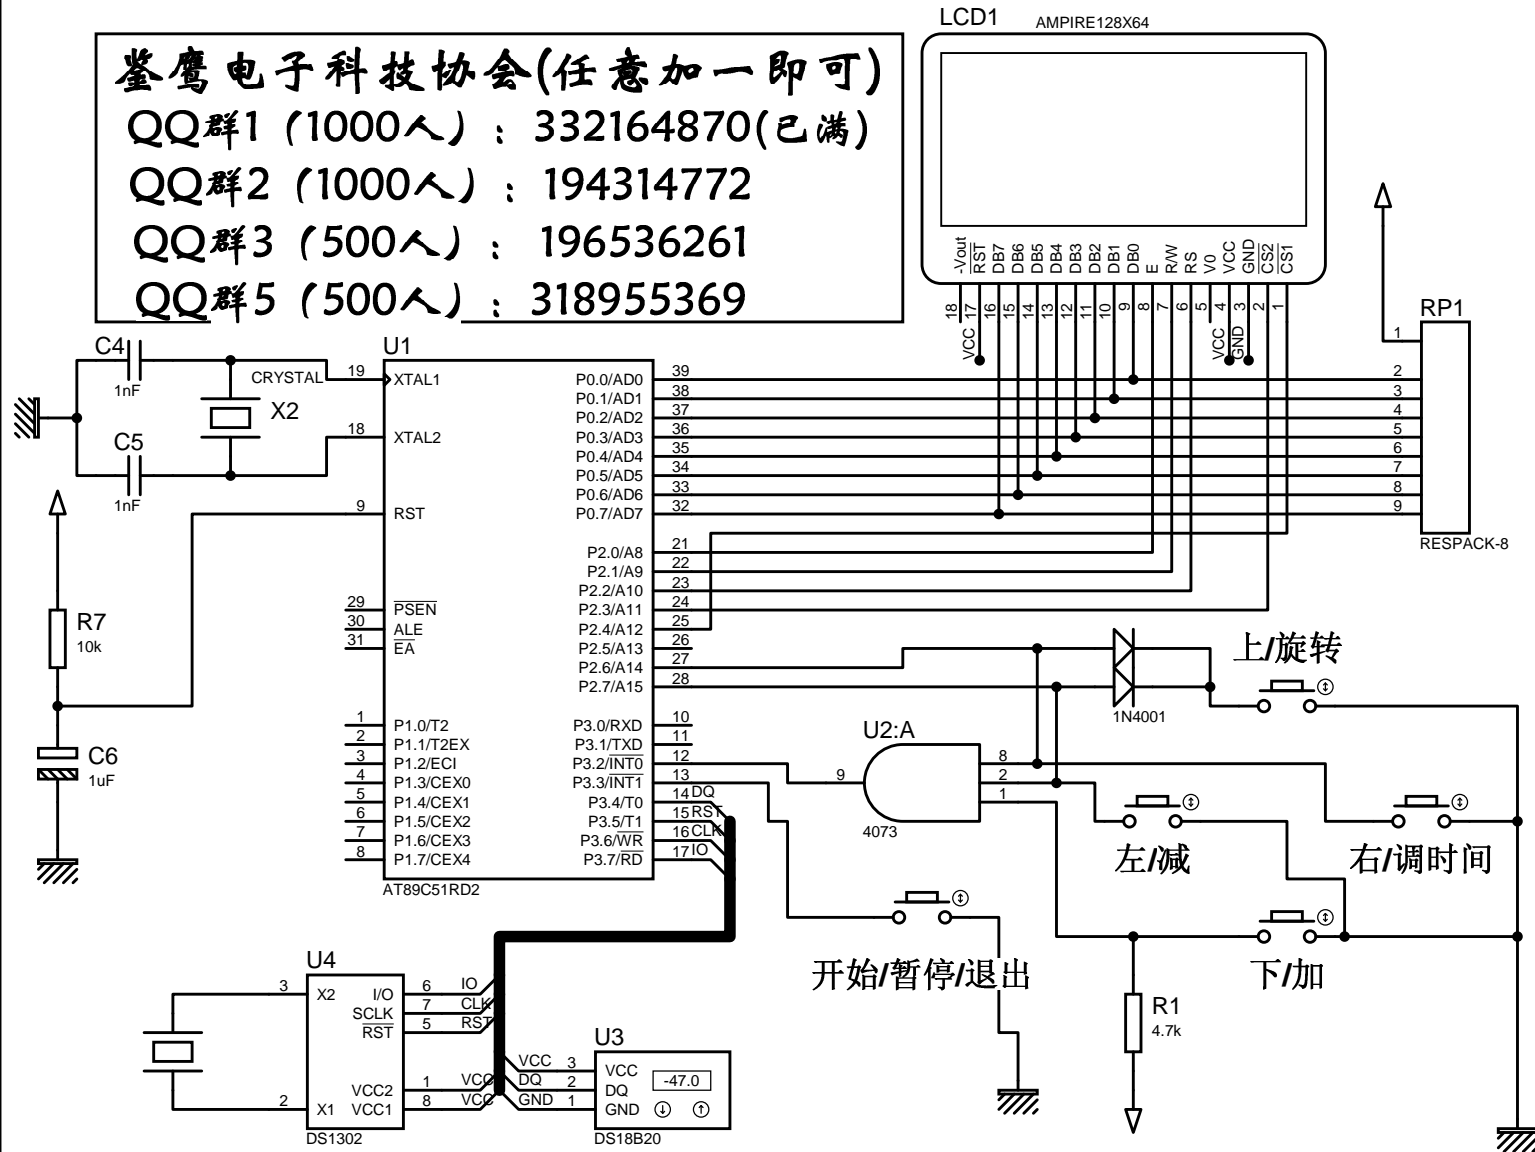 LCD1 AMPIRE128X64
鉴鹰电子科技协会(任意加一即可)
QQ群1（1000人）：332164870(已满)
QQ群2（1000人）：194314772
QQ群3（500人）：196536261
QQ群5（500人）：318955369
-Vout RST DB7 DB6 DB5 DB4 DB3 DB2 DB1 DB0 E R/W RS V0 VCC GND CS2 CS1
18 17 16 15 14 13 12 11 10 9 8 7 6 5 4 3 2 1
VCC VCC GND
RP1
1
2
3
4
5
6
7
8
9
RESPACK-8
C4
1nF
CRYSTAL
X2
C5
1nF
U1
19 XTAL1
18 XTAL2
9 RST
29 PSEN
30 ALE
31 EA
1 P1.0/T2
2 P1.1/T2EX
3 P1.2/ECI
4 P1.3/CEX0
5 P1.4/CEX1
6 P1.5/CEX2
7 P1.6/CEX3
8 P1.7/CEX4
P0.0/AD0 39
P0.1/AD1 38
P0.2/AD2 37
P0.3/AD3 36
P0.4/AD4 35
P0.5/AD5 34
P0.6/AD6 33
P0.7/AD7 32
P2.0/A8 21
P2.1/A9 22
P2.2/A10 23
P2.3/A11 24
P2.4/A12 25
P2.5/A13 26
P2.6/A14 27
P2.7/A15 28
P3.0/RXD 10
P3.1/TXD 11
P3.2/INT0 12
P3.3/INT1 13
P3.4/T0 14 DQ
P3.5/T1 15 RST
P3.6/WR 16 CLK
P3.7/RD 17 IO
AT89C51RD2
R7
10k
C6
1uF
上/旋转
1N4001
U2:A
9
8
2
1
4073
左/减
右/调时间
开始/暂停/退出
下/加
R1
4.7k
U4
3 X2
2 X1
I/O 6 IO
SCLK 7 CLK
RST 5 RST
VCC2 1 VCC
VCC1 8 VCC
DS1302
U3
VCC 3 VCC
DQ 2 DQ
GND 1 GND
-47.0
DS18B20